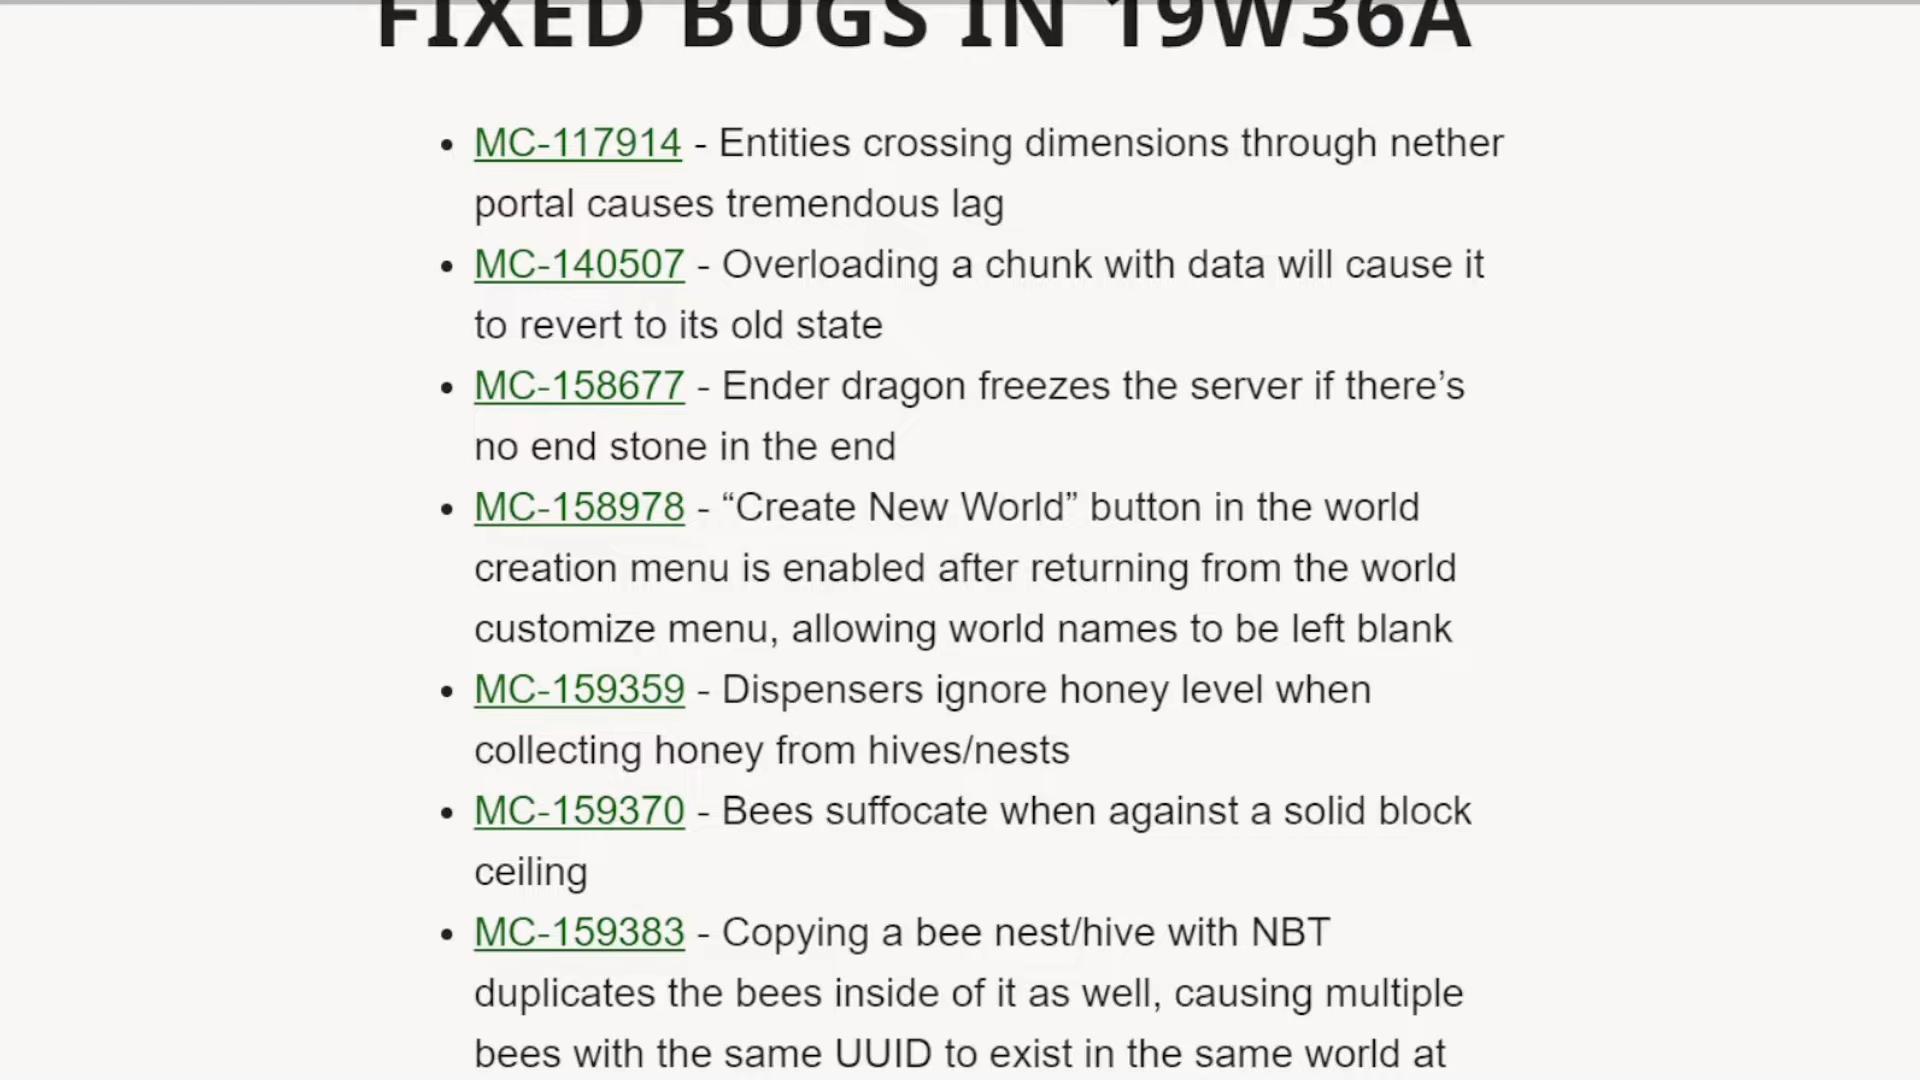 FIXED BUGS IN 19W36A
• MC-117914 - Entities crossing dimensions through nether
portal causes tremendous lag
• MC-140507 - Overloading a chunk with data will cause it
to revert to its old state
• MC-158677 - Ender dragon freezes the server if there’s
no end stone in the end
• MC-158978 - “Create New World” button in the world
creation menu is enabled after returning from the world
customize menu, allowing world names to be left blank
• MC-159359 - Dispensers ignore honey level when
collecting honey from hives/nests
• MC-159370 - Bees suffocate when against a solid block
ceiling
• MC-159383 - Copying a bee nest/hive with NBT
duplicates the bees inside of it as well, causing multiple
bees with the same UUID to exist in the same world at